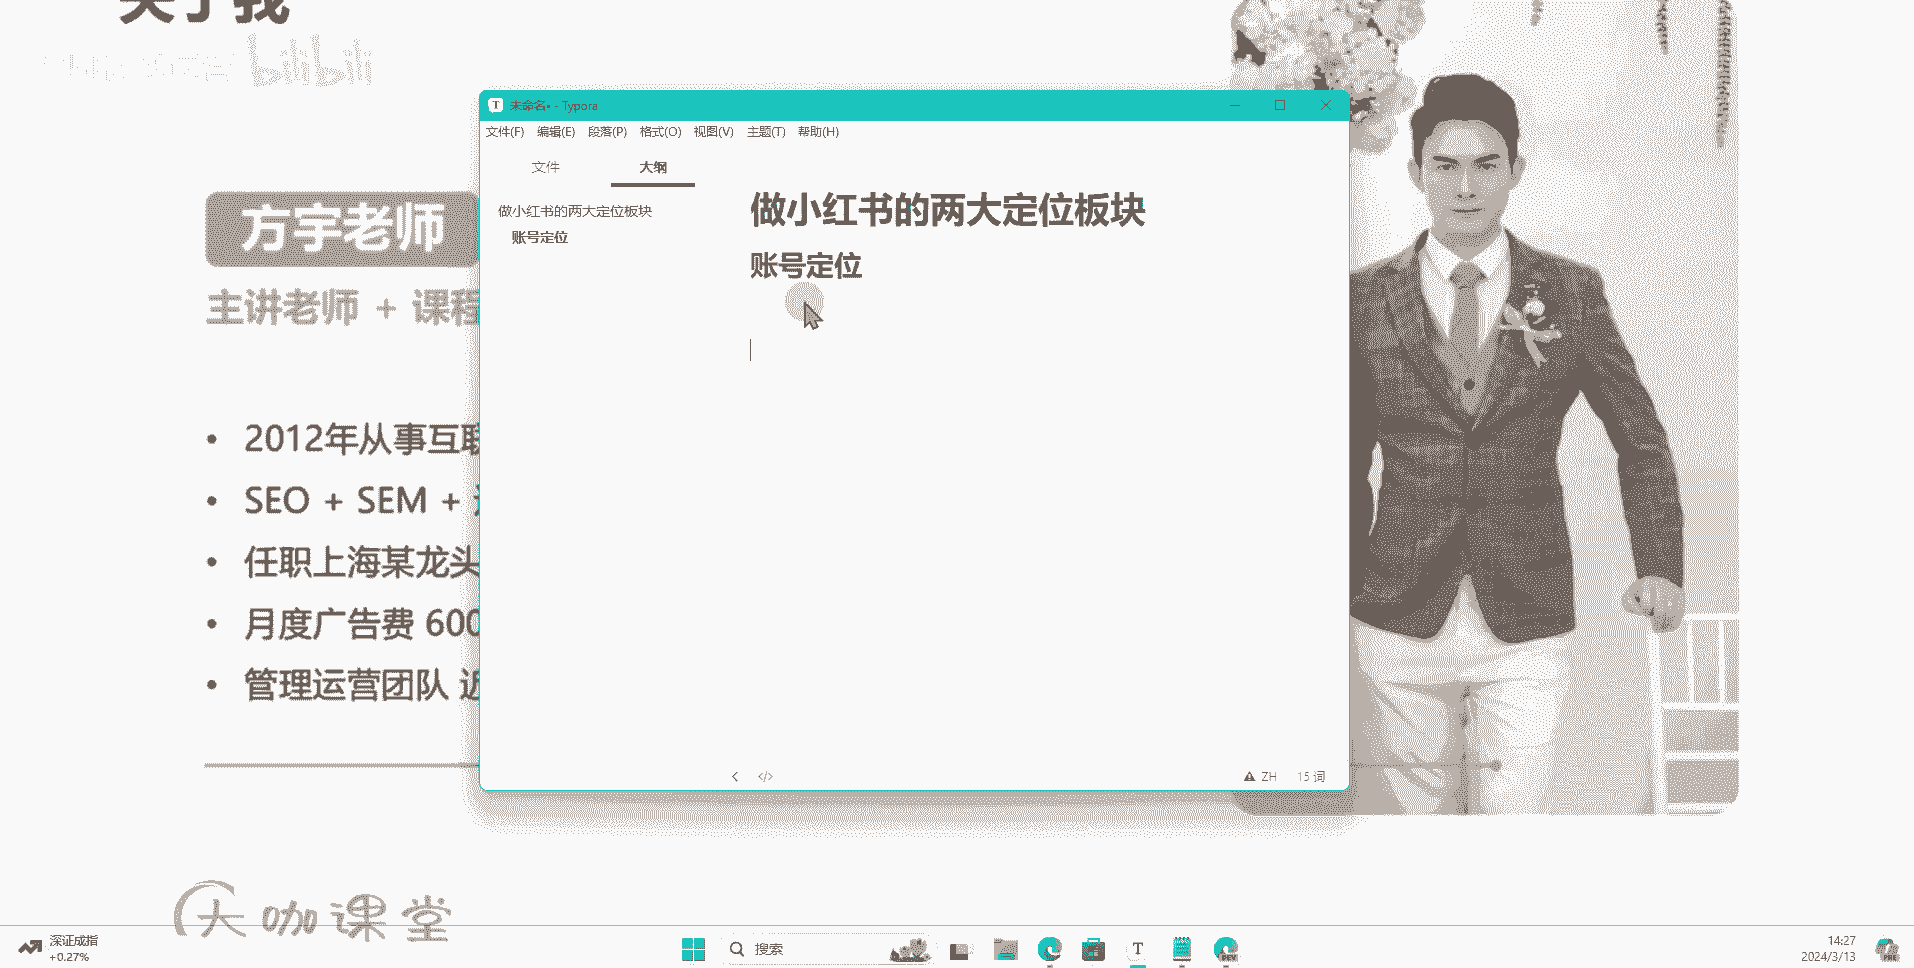 关于我
bilibili
未命名• - Typora
文件(F) 编辑(E) 段落(P) 格式(O) 视图(V) 主题(T) 帮助(H)
文件 大纲
做小红书的两大定位板块
账号定位
做小红书的两大定位板块
账号定位
ZH 15 词
方宇老师
主讲老师 + 课程
2012年从事互联
SEO + SEM +
任职上海某龙头
月度广告费 600
管理运营团队 近
大咖课堂
深证成指
+0.27%
搜索
T
DEV
14:27
2024/3/13
PRE